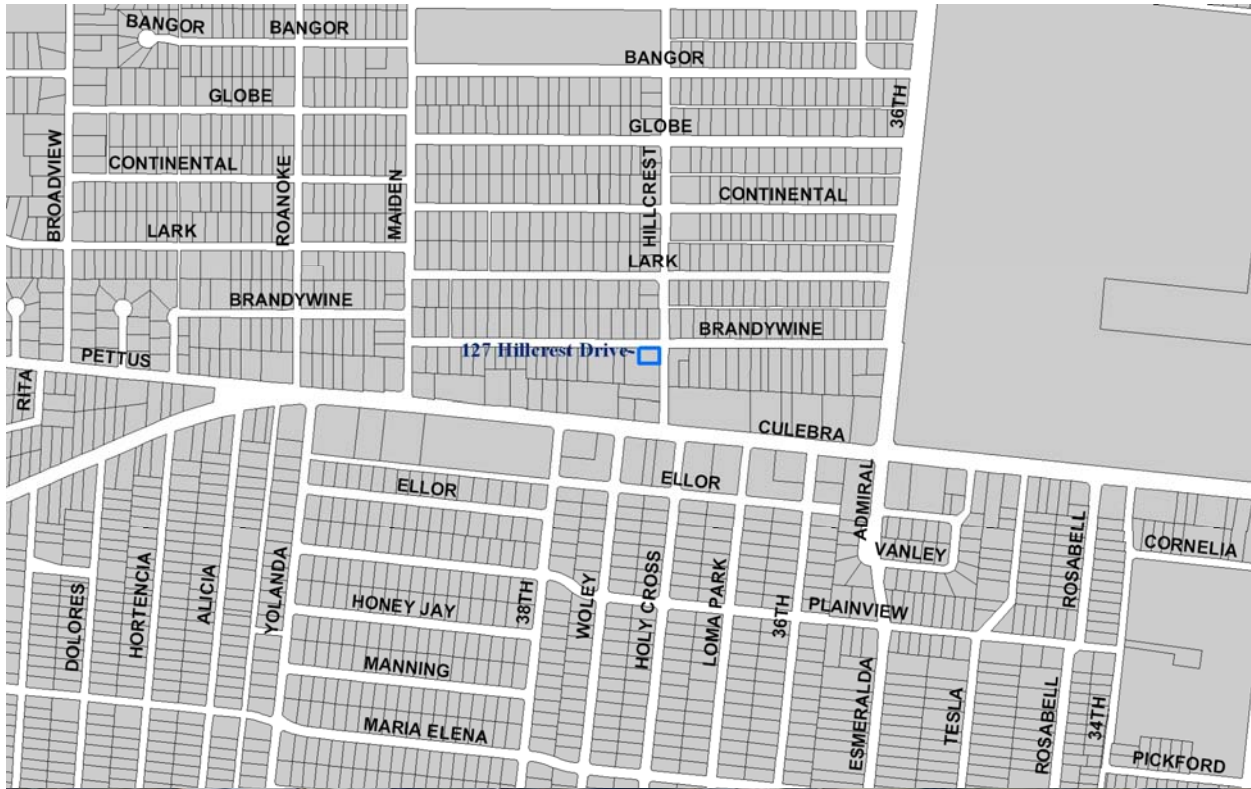 BANGOR
BANGOR
BANGOR
GLOBE
36TH
GLOBE
BROADVIEW
CONTINENTAL
ROANOKE
MAIDEN
HILLCREST
CONTINENTAL
LARK
LARK
BRANDYWINE
BRANDYWINE
127 Hillcrest Drive
PETTUS
RITA
CULEBRA
ELLOR
ELLOR
ADMIRAL
VANLEY
CORNELIA
ROSABELL
DOLORES
HORTENCIA
ALICIA
YOLANDA
HONEY JAY
38TH
WOLEY
HOLY CROSS
LOMA PARK
36TH
PLAINVIEW
MANNING
MARIA ELENA
ESMERALDA
TESLA
ROSABELL
34TH
PICKFORD